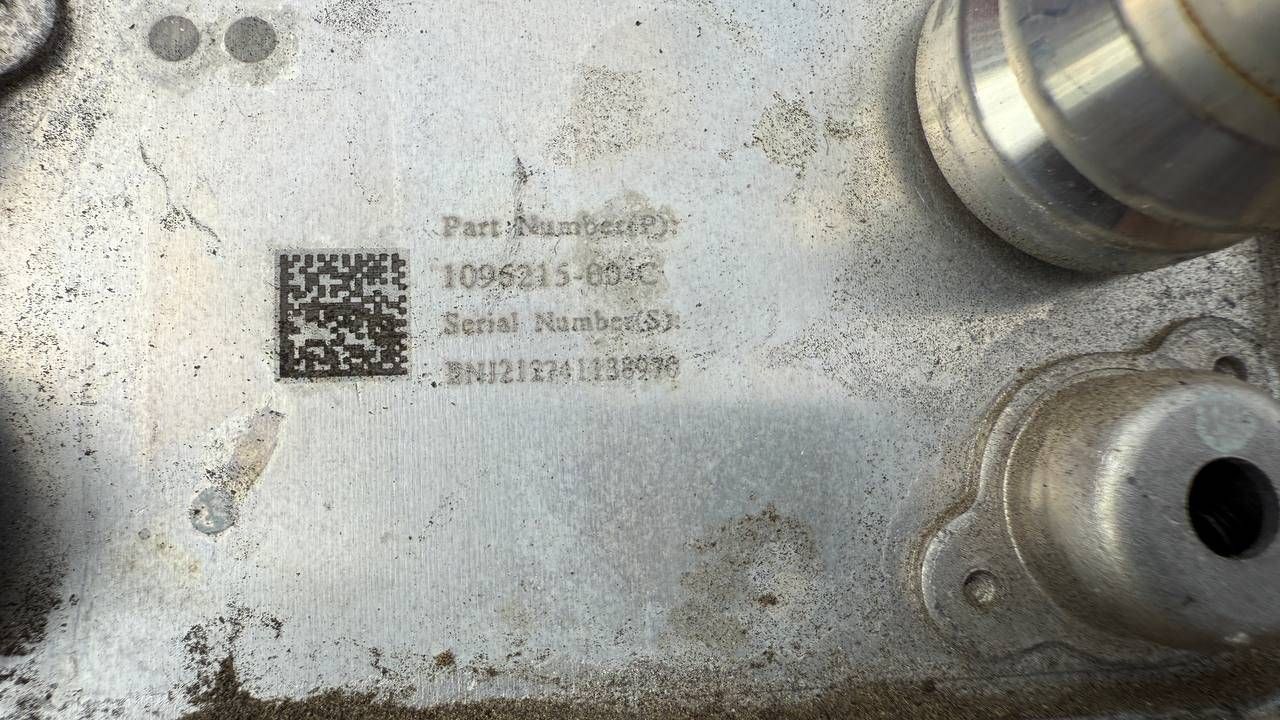 Part Number(P):
1096215-00-C
Serial Number(S):